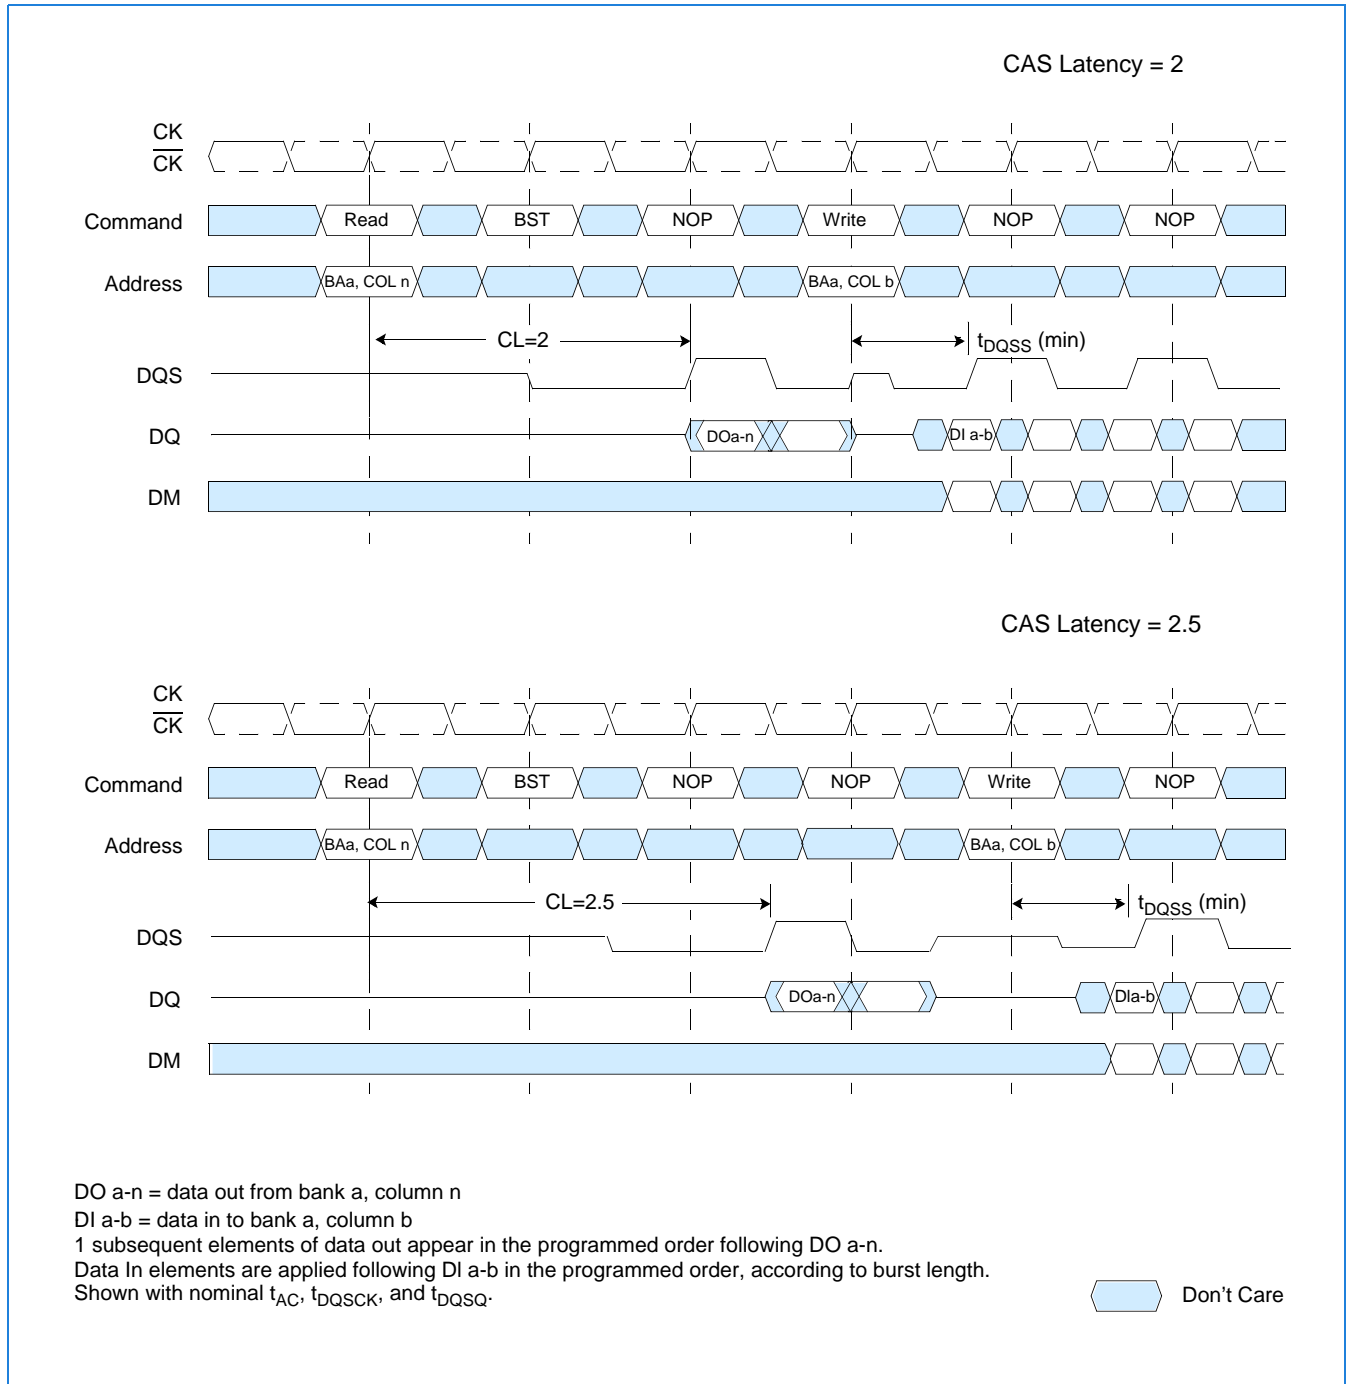 CAS Latency = 2
CK
CK
Command Read BST NOP Write NOP NOP
Address BAa, COL n BAa, COL b
CL=2 tDQSS (min)
DQS
DQ DOa-n DI a-b
DM
CAS Latency = 2.5
CK
CK
Command Read BST NOP NOP Write NOP
Address BAa, COL n BAa, COL b
CL=2.5 tDQSS (min)
DQS
DQ DOa-n DIa-b
DM
DO a-n = data out from bank a, column n
DI a-b = data in to bank a, column b
1 subsequent elements of data out appear in the programmed order following DO a-n.
Data In elements are applied following DI a-b in the programmed order, according to burst length.
Shown with nominal tAC, tDQSCK, and tDQSQ.
Don't Care